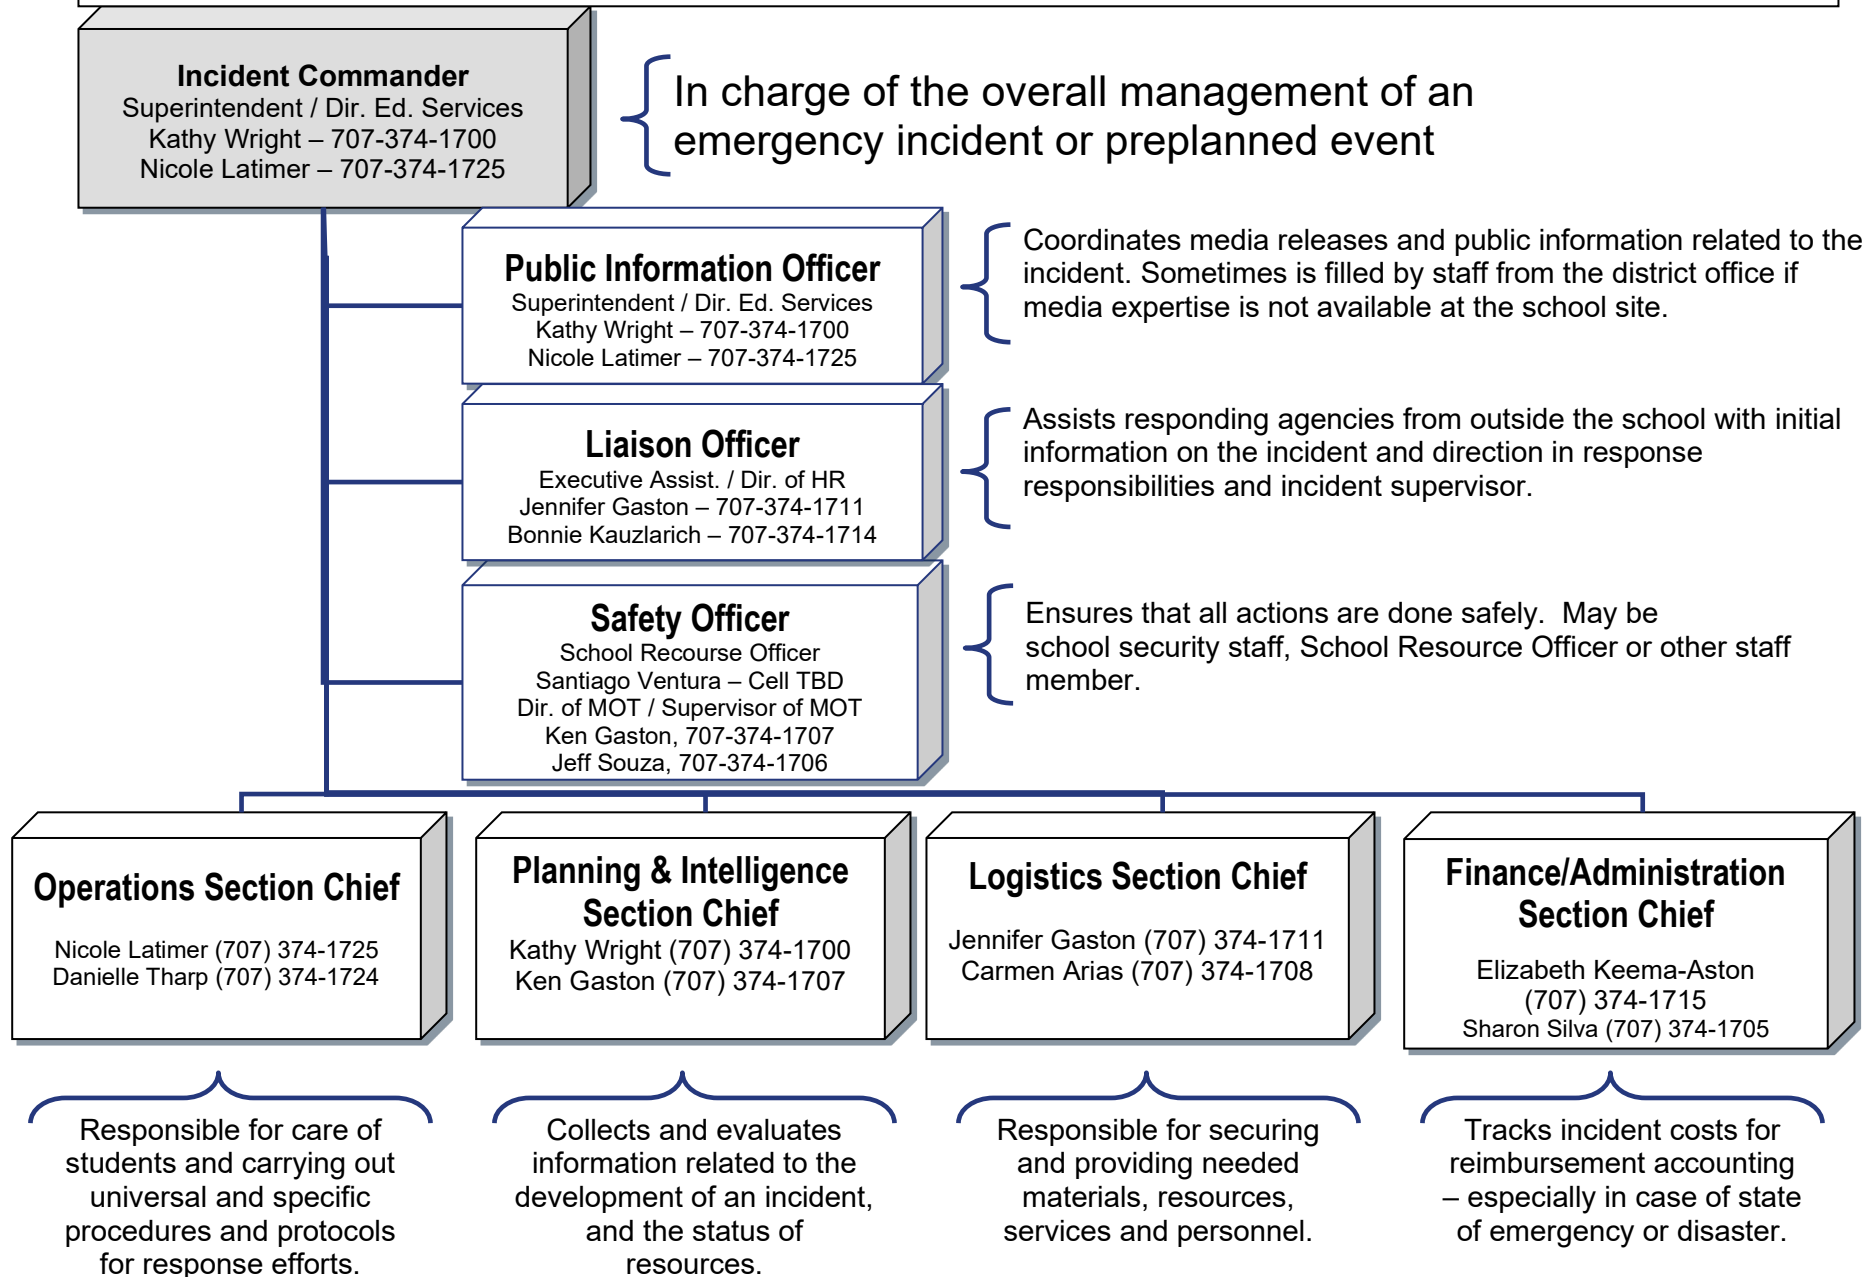 Incident Commander
Superintendent / Dir. Ed. Services
Kathy Wright – 707-374-1700
Nicole Latimer – 707-374-1725
In charge of the overall management of an
emergency incident or preplanned event
Public Information Officer
Superintendent / Dir. Ed. Services
Kathy Wright – 707-374-1700
Nicole Latimer – 707-374-1725
Coordinates media releases and public information related to the
incident. Sometimes is filled by staff from the district office if
media expertise is not available at the school site.
Liaison Officer
Executive Assist. / Dir. of HR
Jennifer Gaston – 707-374-1711
Bonnie Kauzlarich – 707-374-1714
Assists responding agencies from outside the school with initial
information on the incident and direction in response
responsibilities and incident supervisor.
Safety Officer
School Recourse Officer
Santiago Ventura – Cell TBD
Dir. of MOT / Supervisor of MOT
Ken Gaston, 707-374-1707
Jeff Souza, 707-374-1706
Ensures that all actions are done safely.  May be
school security staff, School Resource Officer or other staff
member.
Operations Section Chief
Nicole Latimer (707) 374-1725
Danielle Tharp (707) 374-1724
Planning & Intelligence
Section Chief
Kathy Wright (707) 374-1700
Ken Gaston (707) 374-1707
Logistics Section Chief
Jennifer Gaston (707) 374-1711
Carmen Arias (707) 374-1708
Finance/Administration
Section Chief
Elizabeth Keema-Aston
(707) 374-1715
Sharon Silva (707) 374-1705
Responsible for care of
students and carrying out
universal and specific
procedures and protocols
for response efforts.
Collects and evaluates
information related to the
development of an incident,
and the status of
resources.
Responsible for securing
and providing needed
materials, resources,
services and personnel.
Tracks incident costs for
reimbursement accounting
– especially in case of state
of emergency or disaster.